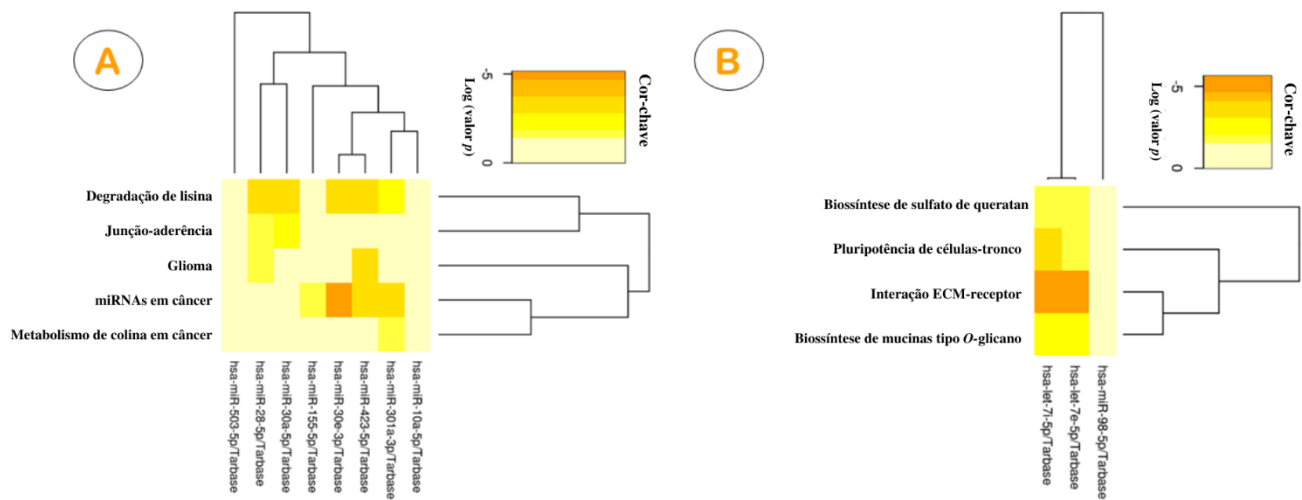 A
-5
0
Log (valor p)
Cor-chave
Degradação de lisina
Junção-aderência
Glioma
miRNAs em câncer
Metabolismo de colina em câncer
hsa-miR-503-5p/Tarbase
hsa-miR-28-5p/Tarbase
hsa-miR-30a-5p/Tarbase
hsa-miR-155-5p/Tarbase
hsa-miR-30e-3p/Tarbase
hsa-miR-423-5p/Tarbase
hsa-miR-301a-3p/Tarbase
hsa-miR-10a-5p/Tarbase
B
-5
0
Log (valor p)
Cor-chave
Biossíntese de sulfato de queratan
Pluripotência de células-tronco
Interação ECM-receptor
Biossíntese de mucinas tipo O-glicano
hsa-let-7i-5p/Tarbase
hsa-let-7e-5p/Tarbase
hsa-miR-98-5p/Tarbase